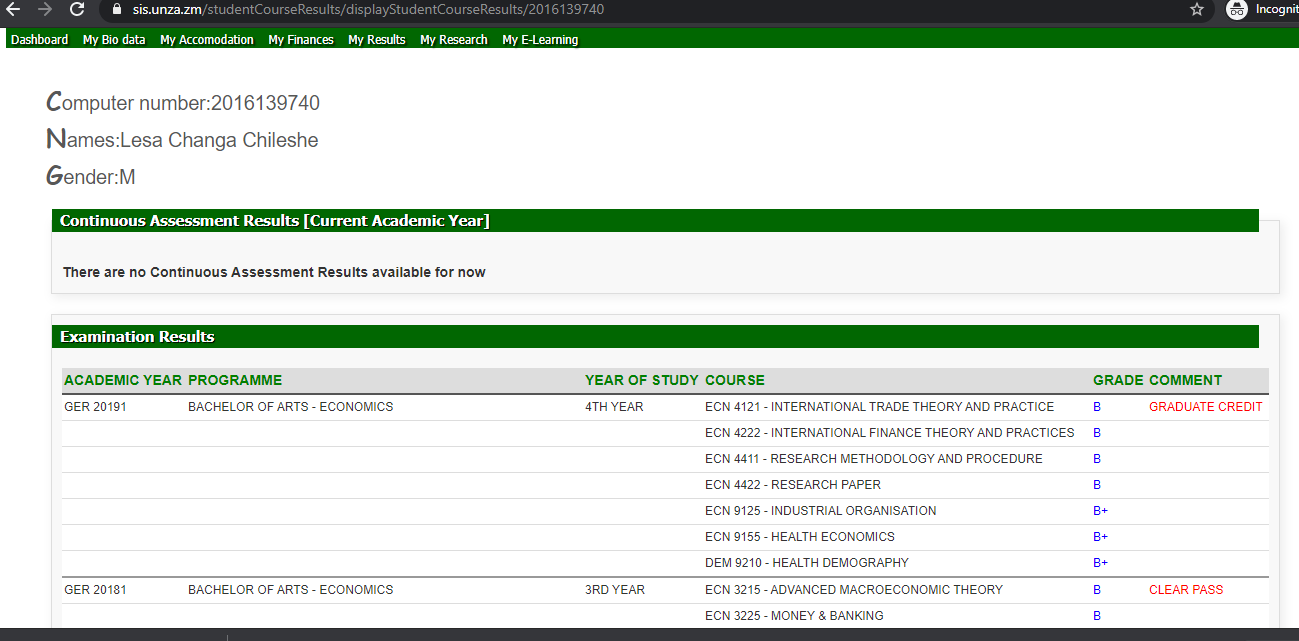 sis.unza.zm/studentCourseResults/displayStudentCourseResults/2016139740 Incognit
Dashboard My Bio data My Accomodation My Finances My Results My Research My E-Learning
Computer number:2016139740
Names:Lesa Changa Chileshe
Gender:M
Continuous Assessment Results [Current Academic Year]
There are no Continuous Assessment Results available for now
Examination Results
ACADEMIC YEAR PROGRAMME YEAR OF STUDY COURSE GRADE COMMENT
GER 20191 BACHELOR OF ARTS - ECONOMICS 4TH YEAR ECN 4121 - INTERNATIONAL TRADE THEORY AND PRACTICE B GRADUATE CREDIT
ECN 4222 - INTERNATIONAL FINANCE THEORY AND PRACTICES B
ECN 4411 - RESEARCH METHODOLOGY AND PROCEDURE B
ECN 4422 - RESEARCH PAPER B
ECN 9125 - INDUSTRIAL ORGANISATION B+
ECN 9155 - HEALTH ECONOMICS B+
DEM 9210 - HEALTH DEMOGRAPHY B+
GER 20181 BACHELOR OF ARTS - ECONOMICS 3RD YEAR ECN 3215 - ADVANCED MACROECONOMIC THEORY B CLEAR PASS
ECN 3225 - MONEY & BANKING B